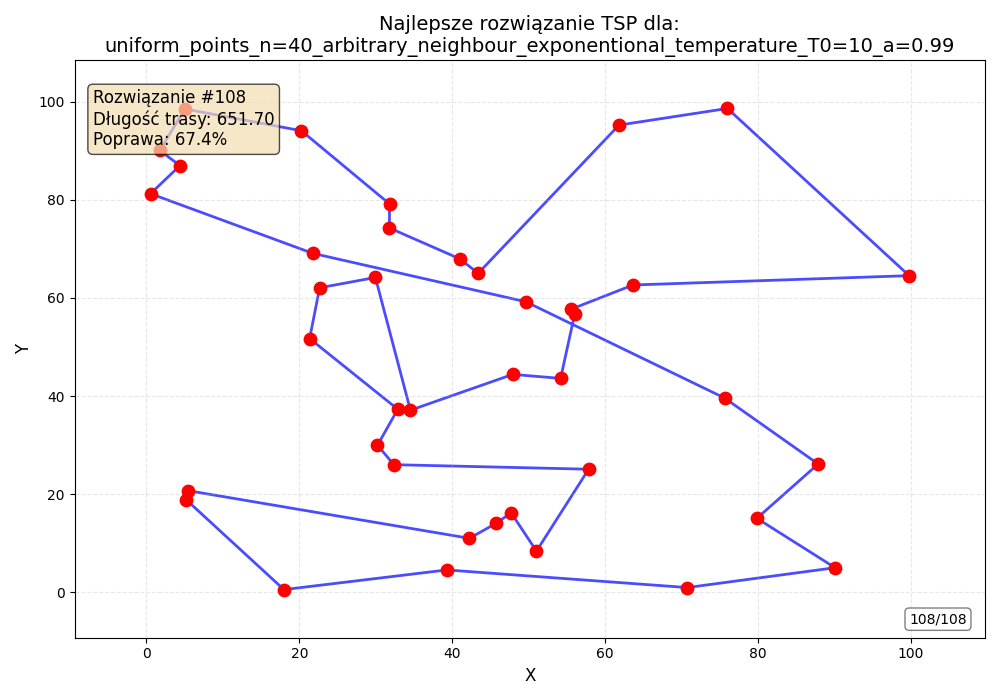 Najlepsze rozwiązanie TSP dla:
uniform_points_n=40_arbitrary_neighbour_exponentional_temperature_T0=10_a=0.99
Rozwiązanie #108
Długość trasy: 651.70
Poprawa: 67.4%
100
80
60
40
20
0
Y
108/108
0 20 40 60 80 100
X